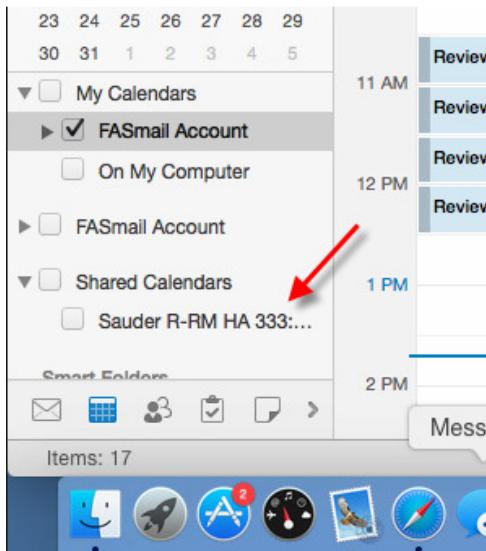 23 24 25 26 27 28 29
30 31 1 2 3 4 5
My Calendars
FASmail Account
On My Computer
FASmail Account
Shared Calendars
Sauder R-RM HA 333:...
Smart Folders
Items: 17
11 AM
12 PM
1 PM
2 PM
Review
Review
Review
Review
Mess
2